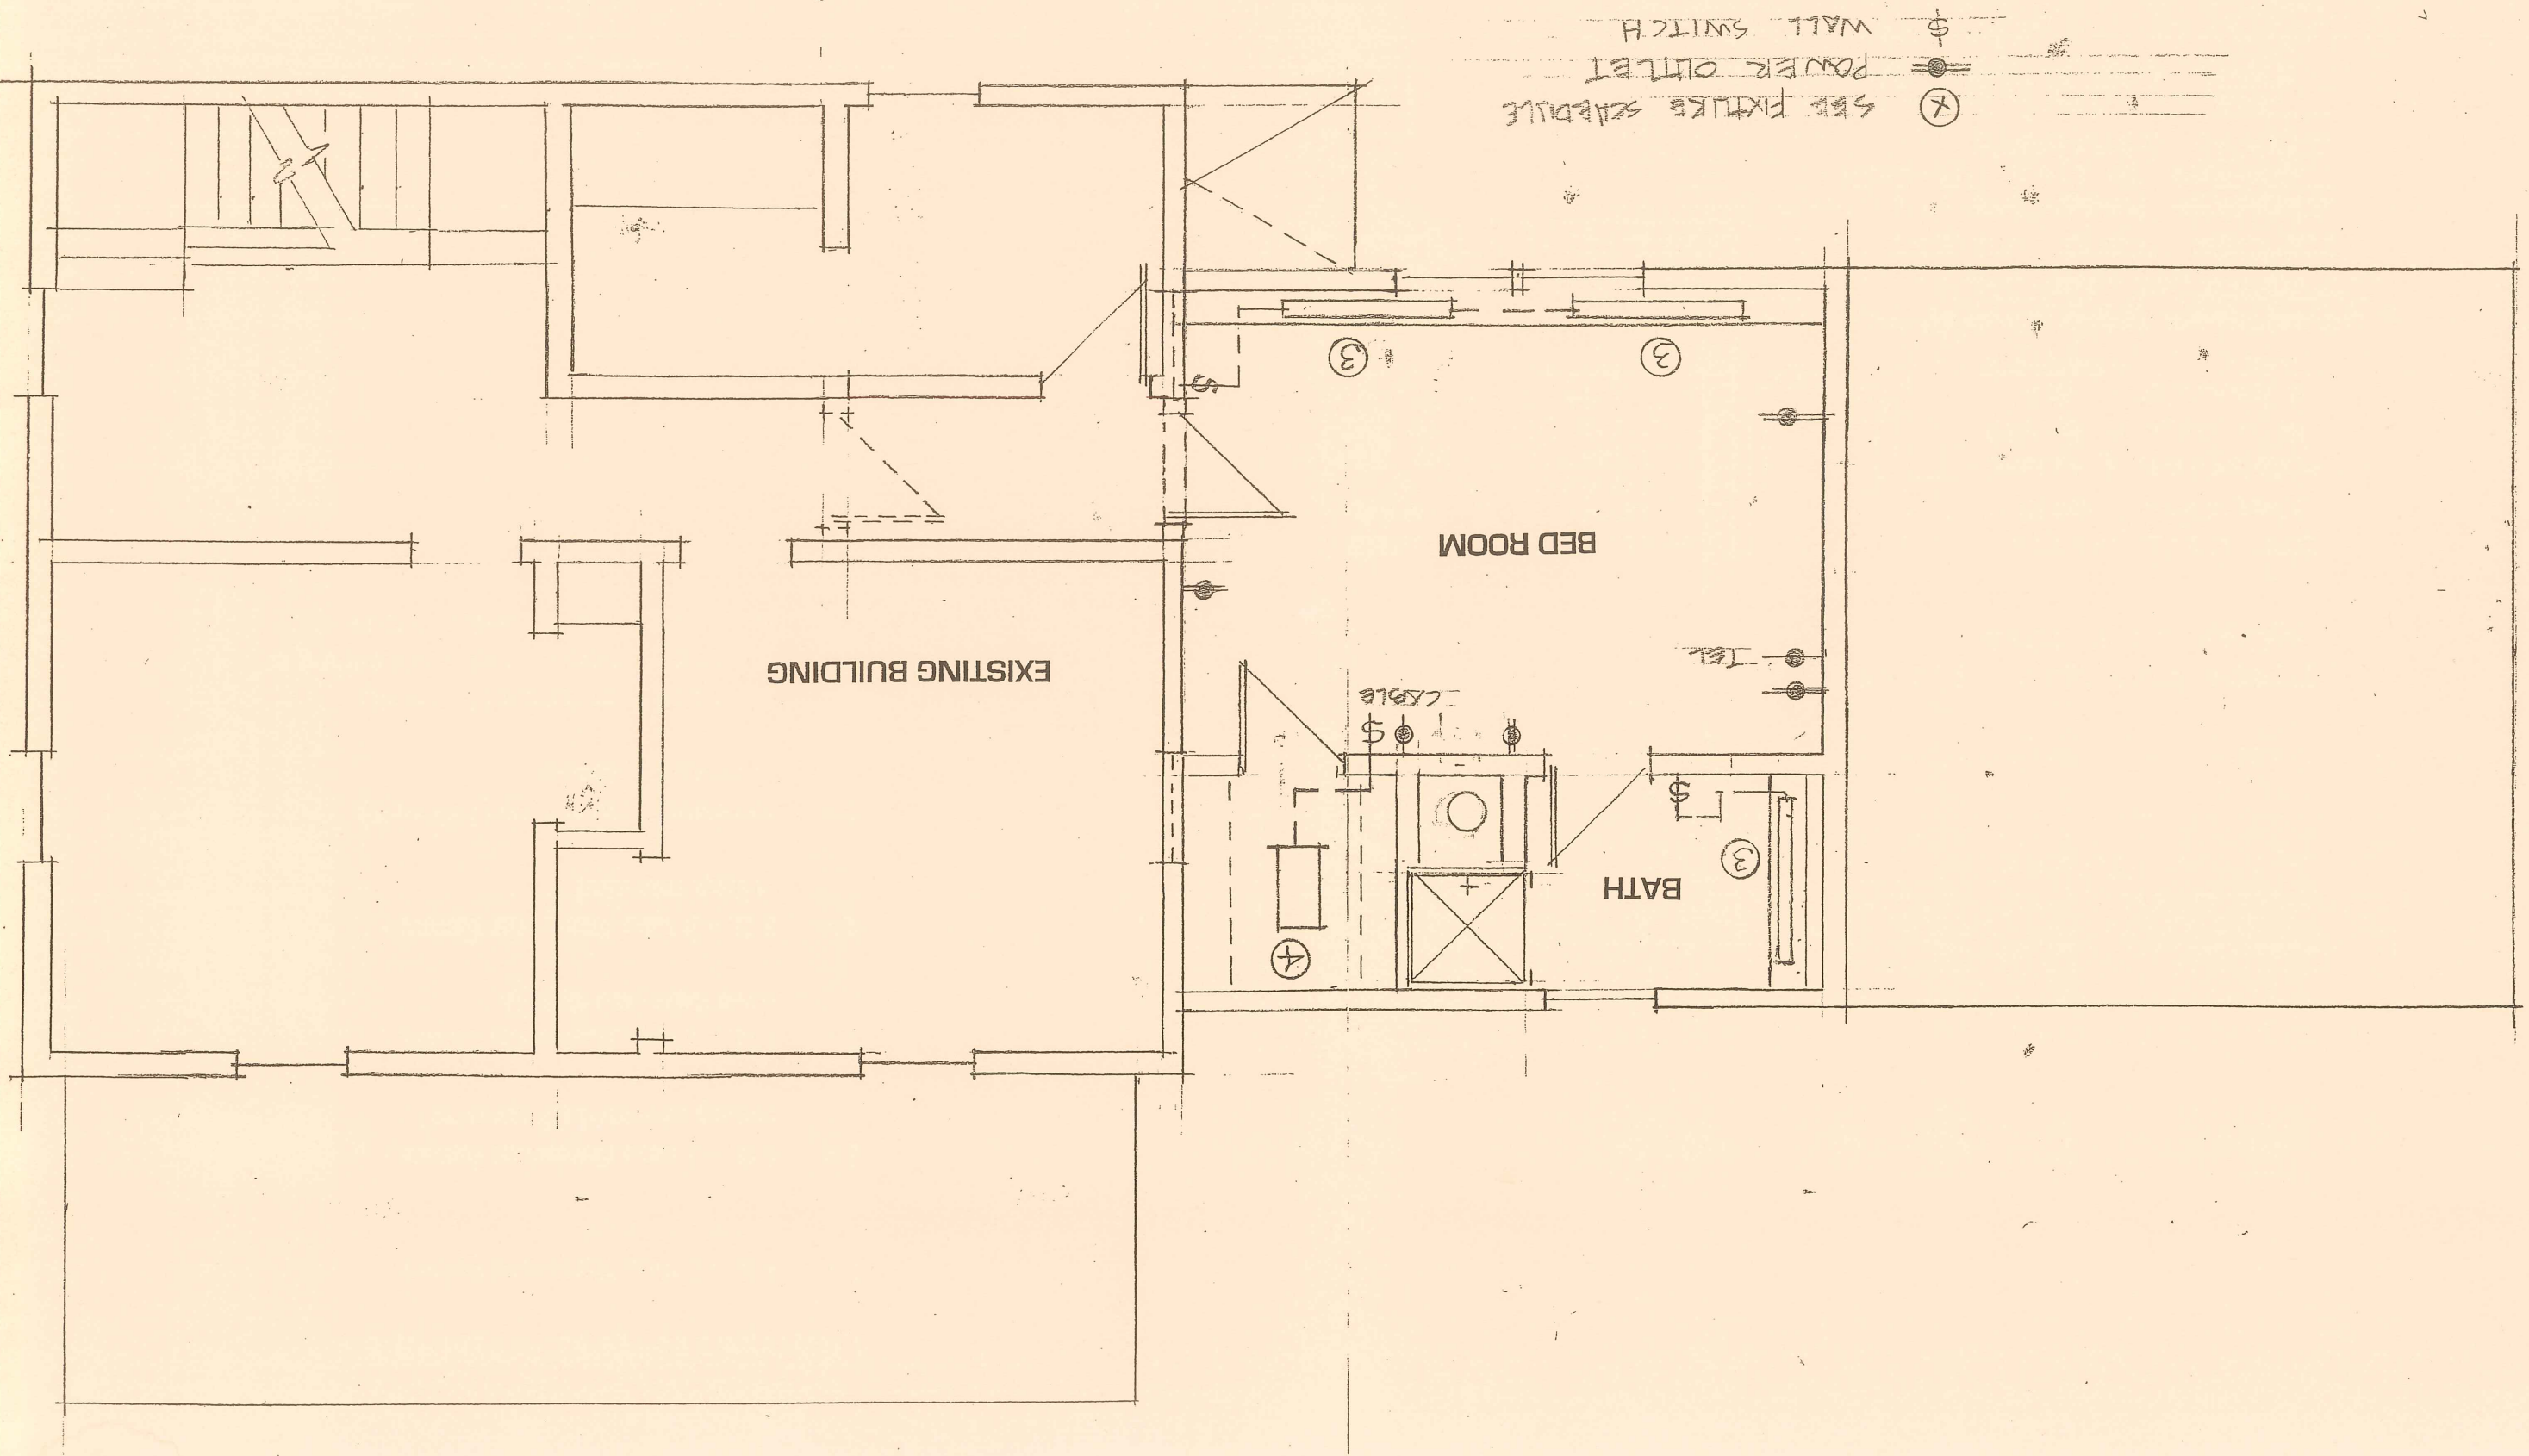 4
BATH
3
$
$
CABLE
TEL
EXISTING BUILDING
BED ROOM
$
3
3
X SEE FIXTURE SCHEDULE
POWER OUTLET
$ WALL SWITCH